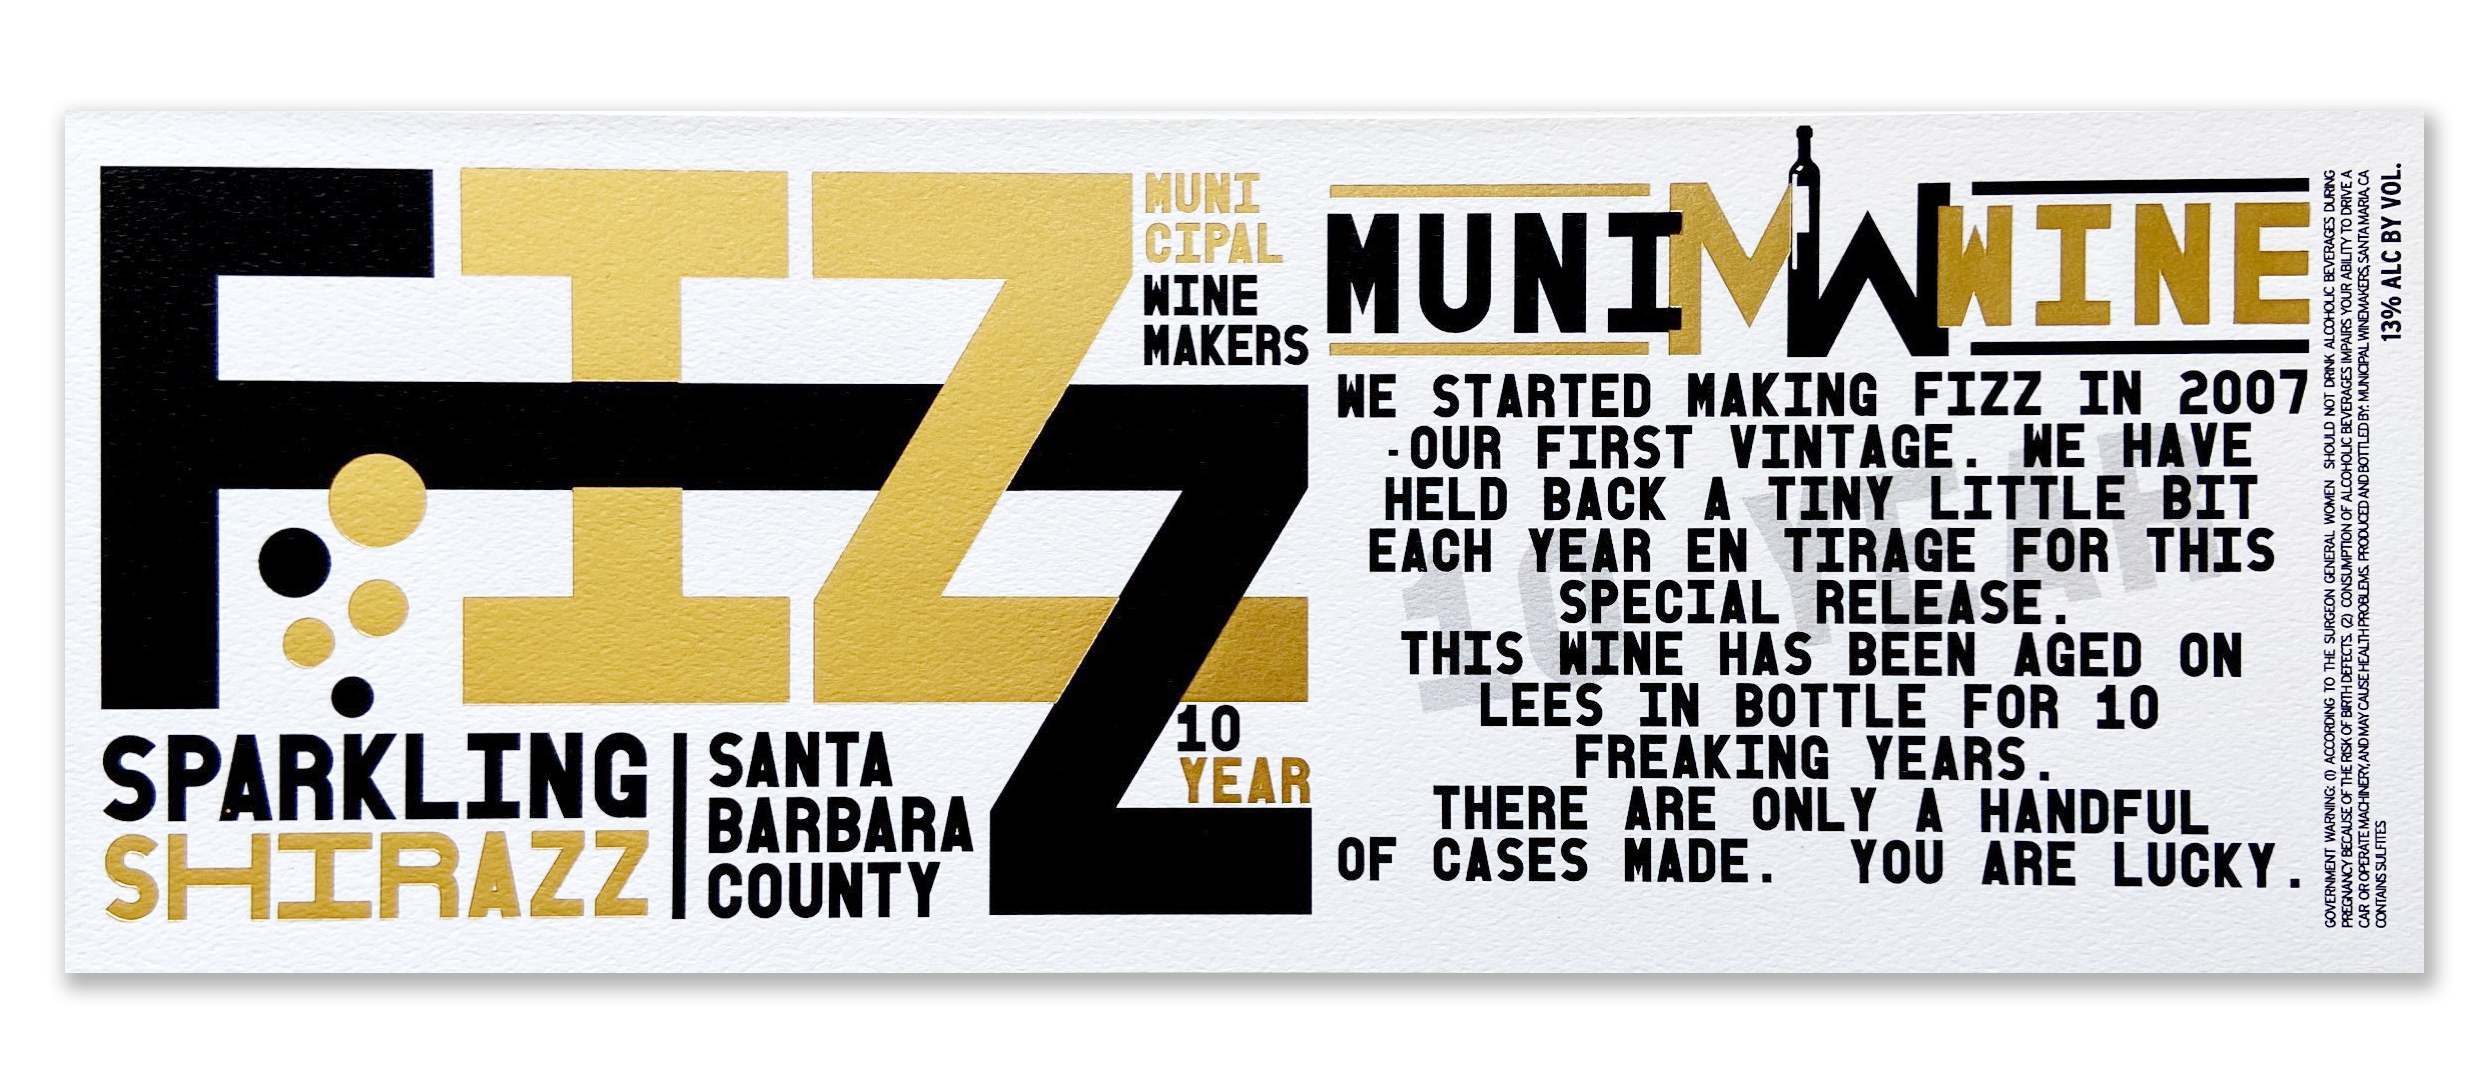 FIZZ
MUNI
CIPAL
WINE
MAKERS
10
YEAR
SPARKLING
SHIRAZZ
SANTA
BARBARA
COUNTY
MUNI MW WINE
WE STARTED MAKING FIZZ IN 2007
-OUR FIRST VINTAGE. WE HAVE
HELD BACK A TINY LITTLE BIT
EACH YEAR EN TIRAGE FOR THIS
SPECIAL RELEASE.
THIS WINE HAS BEEN AGED ON
LEES IN BOTTLE FOR 10
FREAKING YEARS.
THERE ARE ONLY A HANDFUL
OF CASES MADE. YOU ARE LUCKY.
10 YEAR
GOVERNMENT WARNING: (1) ACCORDING TO THE SURGEON GENERAL WOMEN SHOULD NOT DRINK ALCOHOLIC BEVERAGES DURING
PREGNANCY BECAUSE OF THE RISK OF BIRTH DEFECTS. (2) CONSUMPTION OF ALCOHOLIC BEVERAGES IMPAIRS YOUR ABILITY TO DRIVE A
CAR OR OPERATE MACHINERY, AND MAY CAUSE HEALTH PROBLEMS. PRODUCED AND BOTTLED BY: MUNICIPAL WINEMAKERS, SANTA MARIA, CA
CONTAINS SULFITES
13% ALC BY VOL.